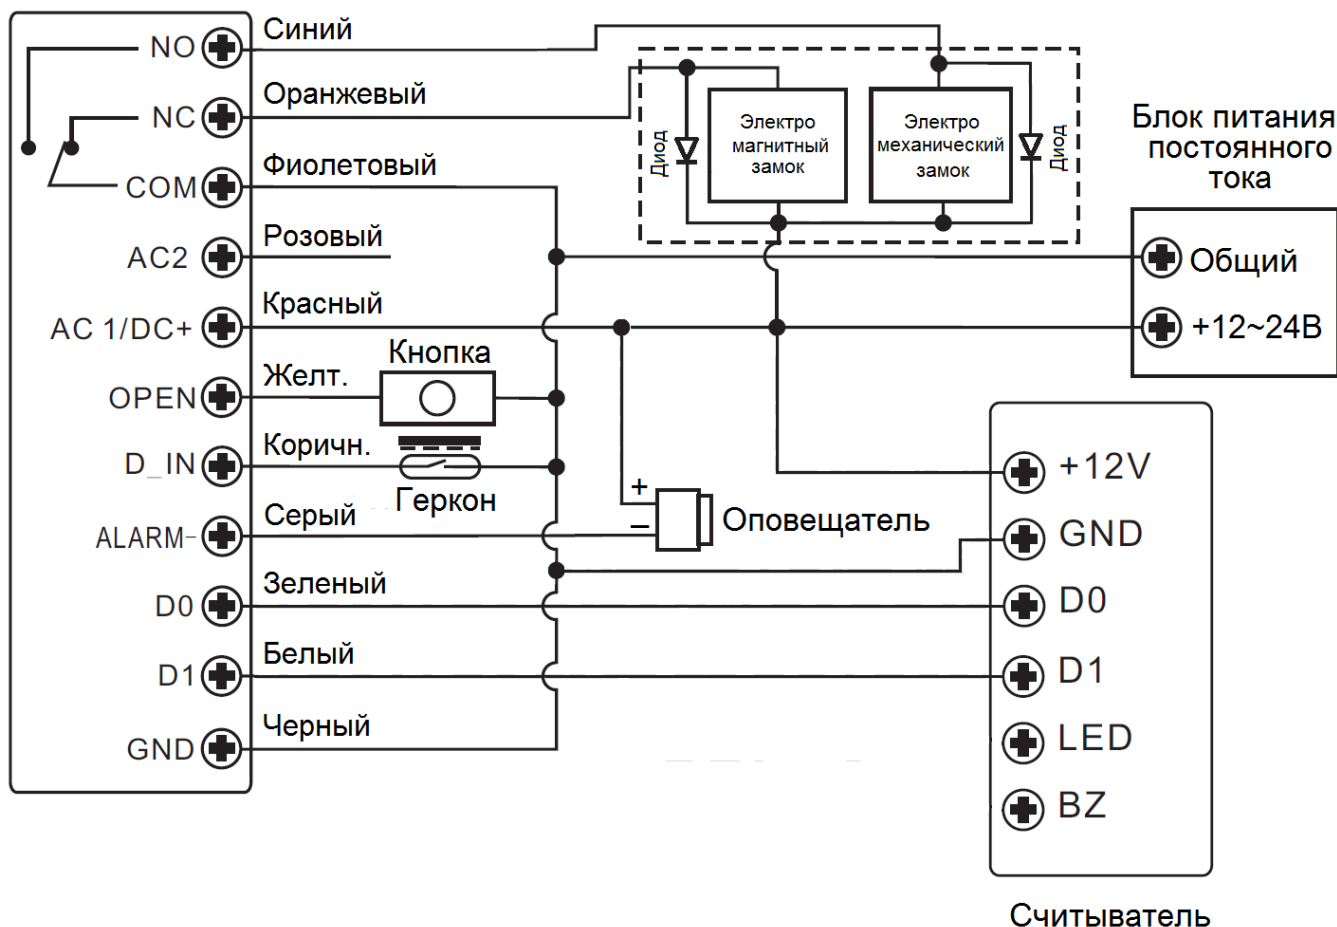 NO
Синий
NC
Оранжевый
COM
Фиолетовый
AC2
Розовый
AC 1/DC+
Красный
OPEN
Желт.
Кнопка
D_IN
Коричн.
Геркон
ALARM−
Серый
+
−
Оповещатель
D0
Зеленый
D1
Белый
GND
Черный
Диод
Электро
магнитный
замок
Электро
механический
замок
Диод
Блок питания
постоянного
тока
Общий
+12~24В
+12V
GND
D0
D1
LED
BZ
Считыватель